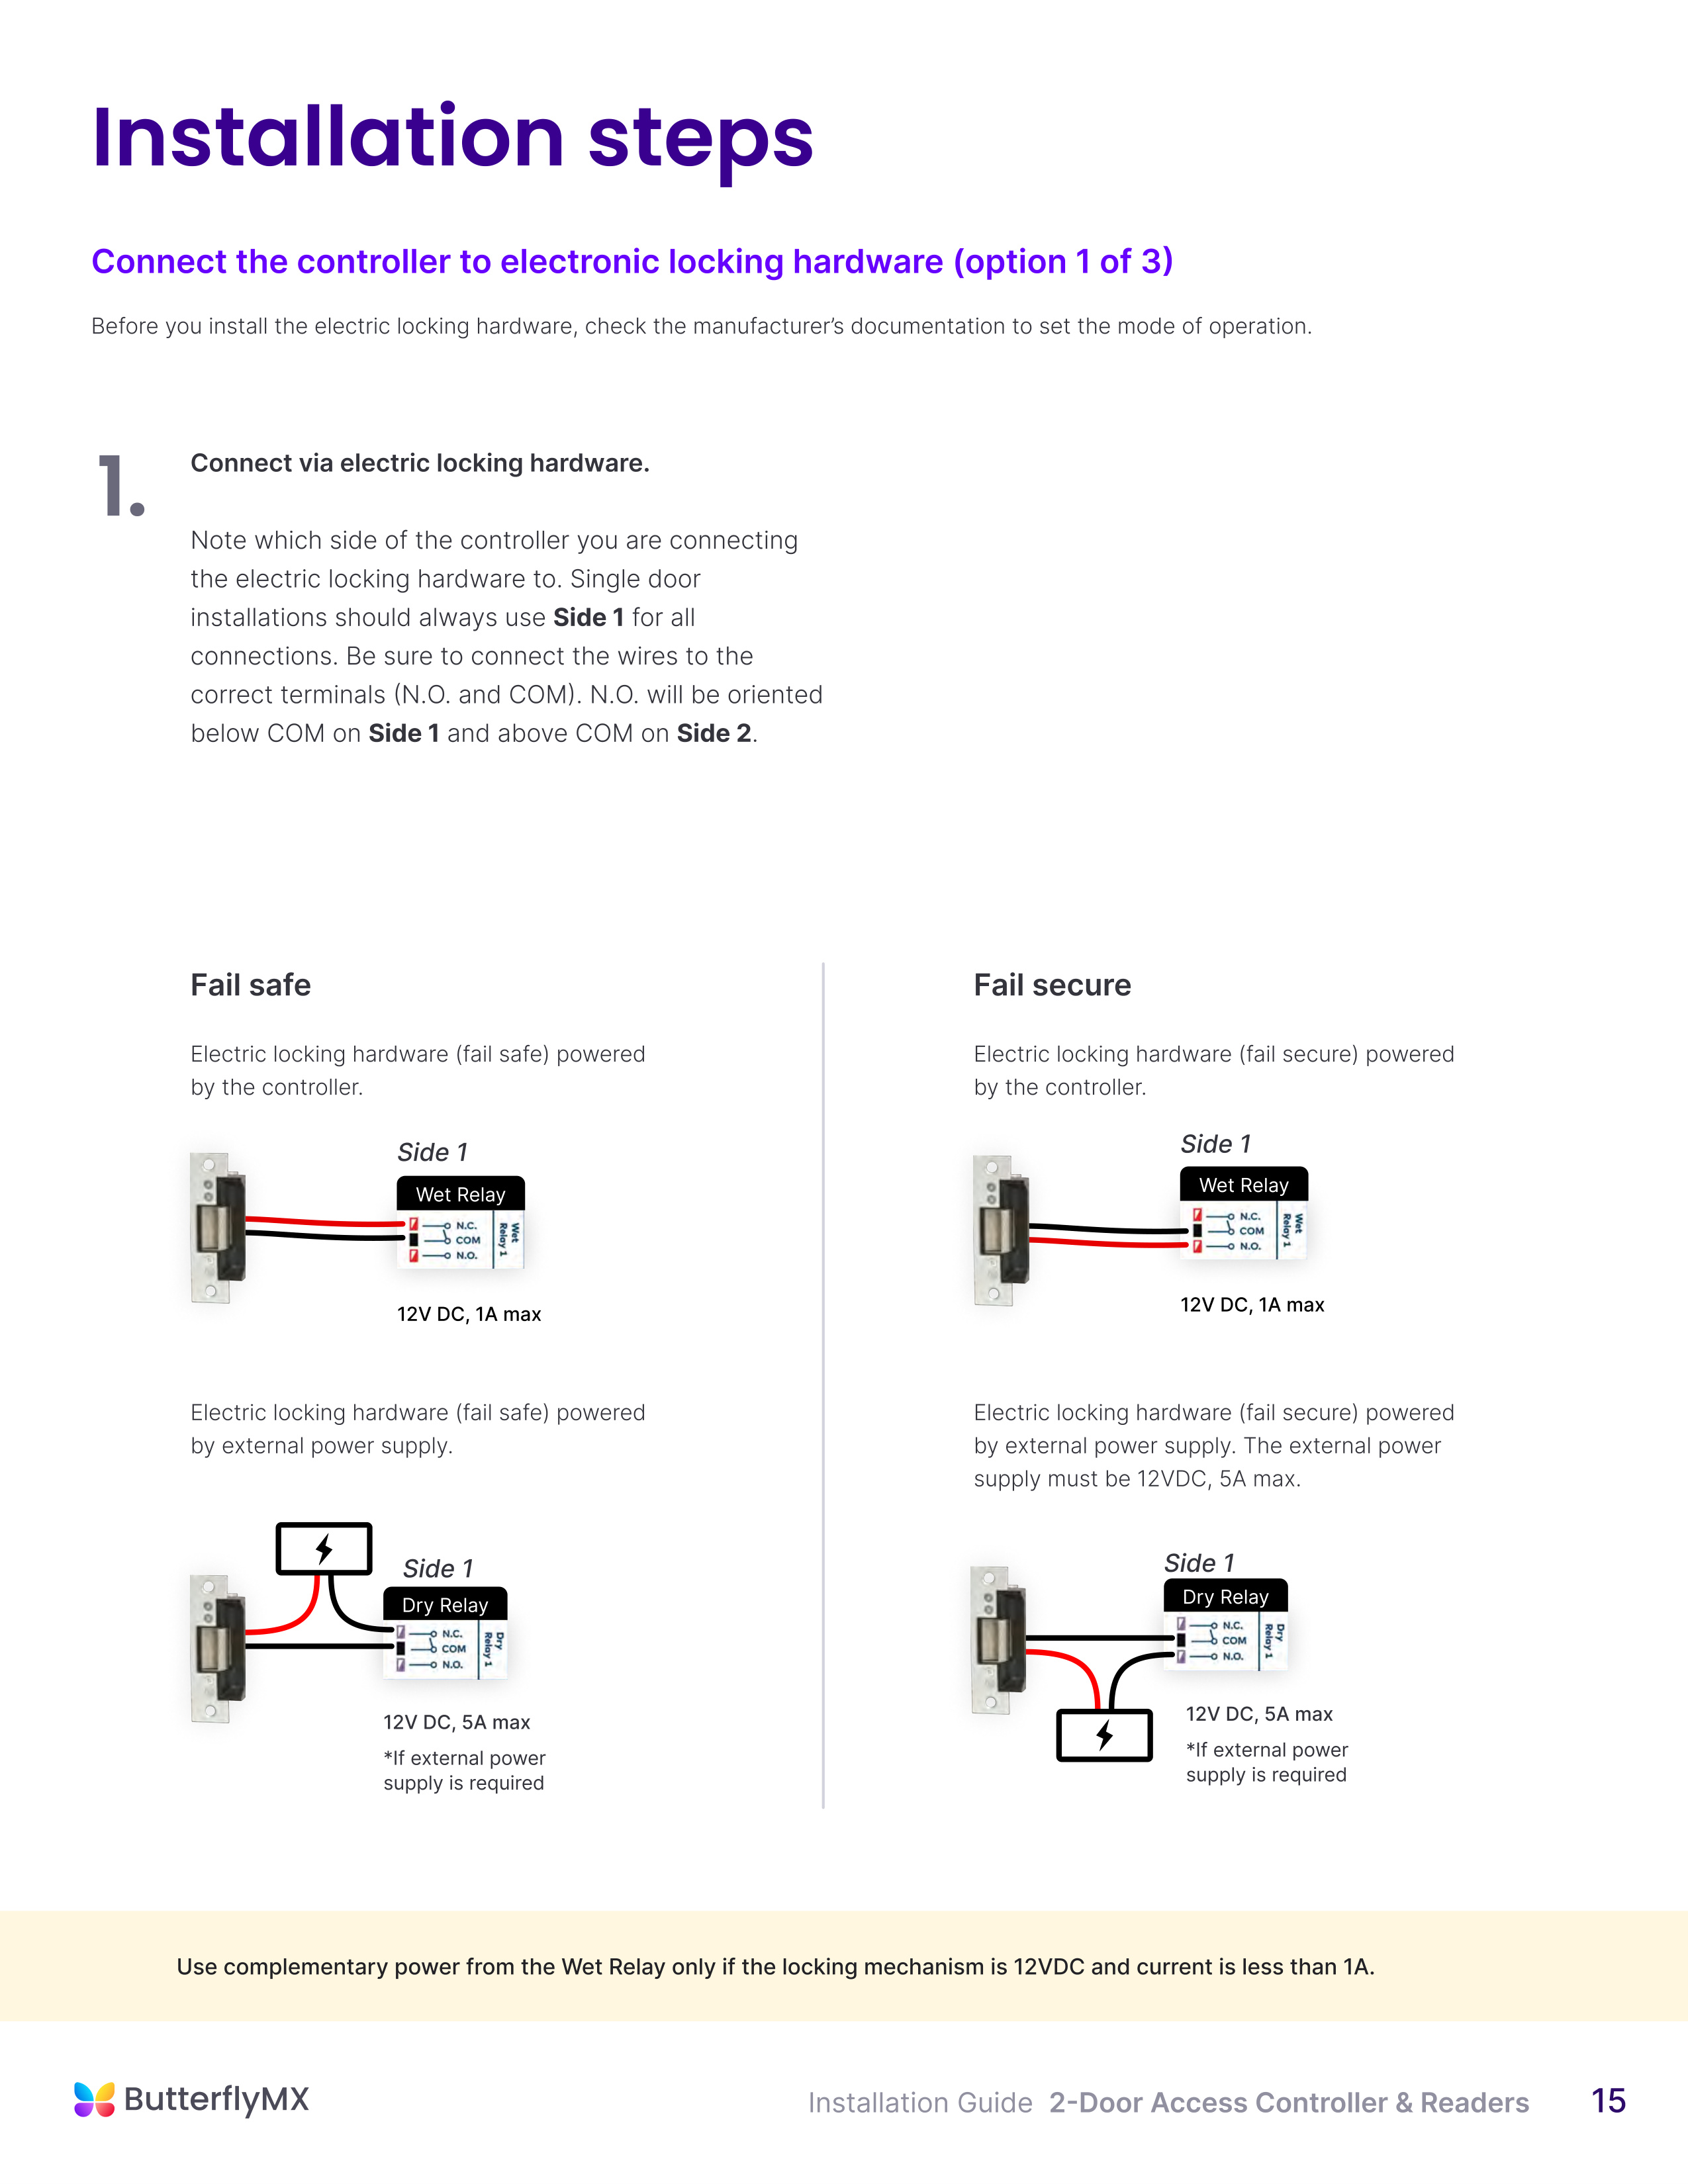 Installation steps
Connect the controller to electronic locking hardware (option 1 of 3)
Before you install the electric locking hardware, check the manufacturer’s documentation to set the mode of operation.
1.
Connect via electric locking hardware.
Note which side of the controller you are connecting
the electric locking hardware to. Single door
installations should always use Side 1 for all
connections. Be sure to connect the wires to the
correct terminals (N.O. and COM). N.O. will be oriented
below COM on Side 1 and above COM on Side 2.
Fail safe
Electric locking hardware (fail safe) powered
by the controller.
Side 1
Wet Relay
N.C.
COM
N.O.
Wet
Relay 1
12V DC, 1A max
Electric locking hardware (fail safe) powered
by external power supply.
Side 1
Dry Relay
N.C.
COM
N.O.
Dry
Relay 1
12V DC, 5A max
*If external power
supply is required
Fail secure
Electric locking hardware (fail secure) powered
by the controller.
Side 1
Wet Relay
N.C.
COM
N.O.
Wet
Relay 1
12V DC, 1A max
Electric locking hardware (fail secure) powered
by external power supply. The external power
supply must be 12VDC, 5A max.
Side 1
Dry Relay
N.C.
COM
N.O.
Dry
Relay 1
12V DC, 5A max
*If external power
supply is required
Use complementary power from the Wet Relay only if the locking mechanism is 12VDC and current is less than 1A.
ButterflyMX
Installation Guide 2-Door Access Controller & Readers 15